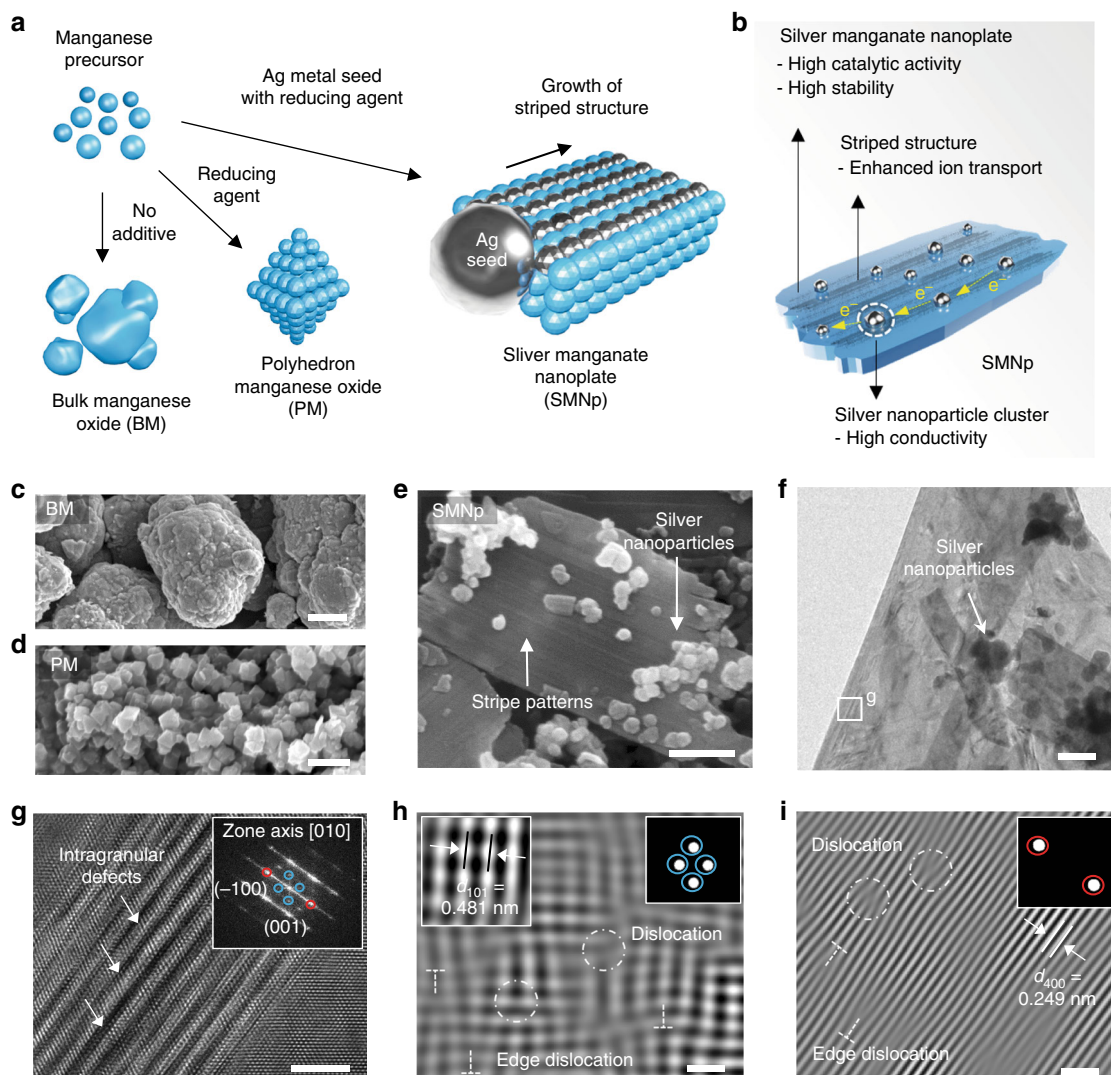 a
Manganese
precursor
Ag metal seed
with reducing agent
Growth of
striped structure
No
additive
Reducing
agent
Ag
seed
Bulk manganese
oxide (BM)
Polyhedron
manganese oxide
(PM)
Sliver manganate
nanoplate
(SMNp)
b
Silver manganate nanoplate
- High catalytic activity
- High stability
Striped structure
- Enhanced ion transport
e−
e−
e−
SMNp
Silver nanoparticle cluster
- High conductivity
c
BM
d
PM
e
SMNp
Silver
nanoparticles
Stripe patterns
f
Silver
nanoparticles
g
g
Intragranular
defects
Zone axis [010]
(−100)
(001)
h
d101 =
0.481 nm
Dislocation
Edge dislocation
i
Dislocation
d400 =
0.249 nm
Edge dislocation